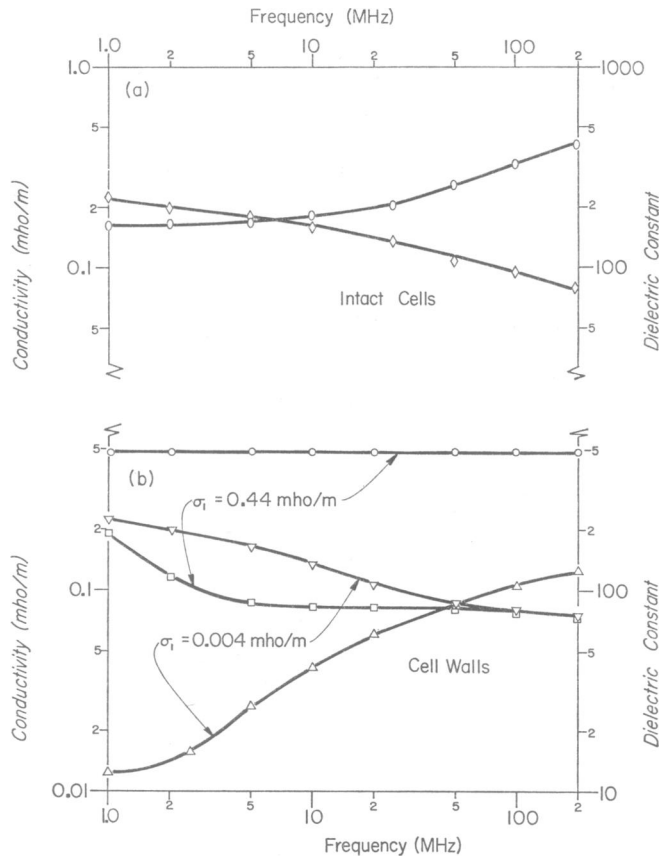 Frequency (MHz)
1.0 2 5 10 2 5 100 2
1.0 1000
(a)
5 5
2 2
0.1 100
5 5
Conductivity (mho/m)
Dielectric Constant
Intact Cells
5 5
(b)
σ₁ = 0.44 mho/m
2 2
0.1 100
σ₁ = 0.004 mho/m
5 5
Cell Walls
2 2
0.01 10
Conductivity (mho/m)
Dielectric Constant
1.0 2 5 10 2 5 100 2
Frequency (MHz)